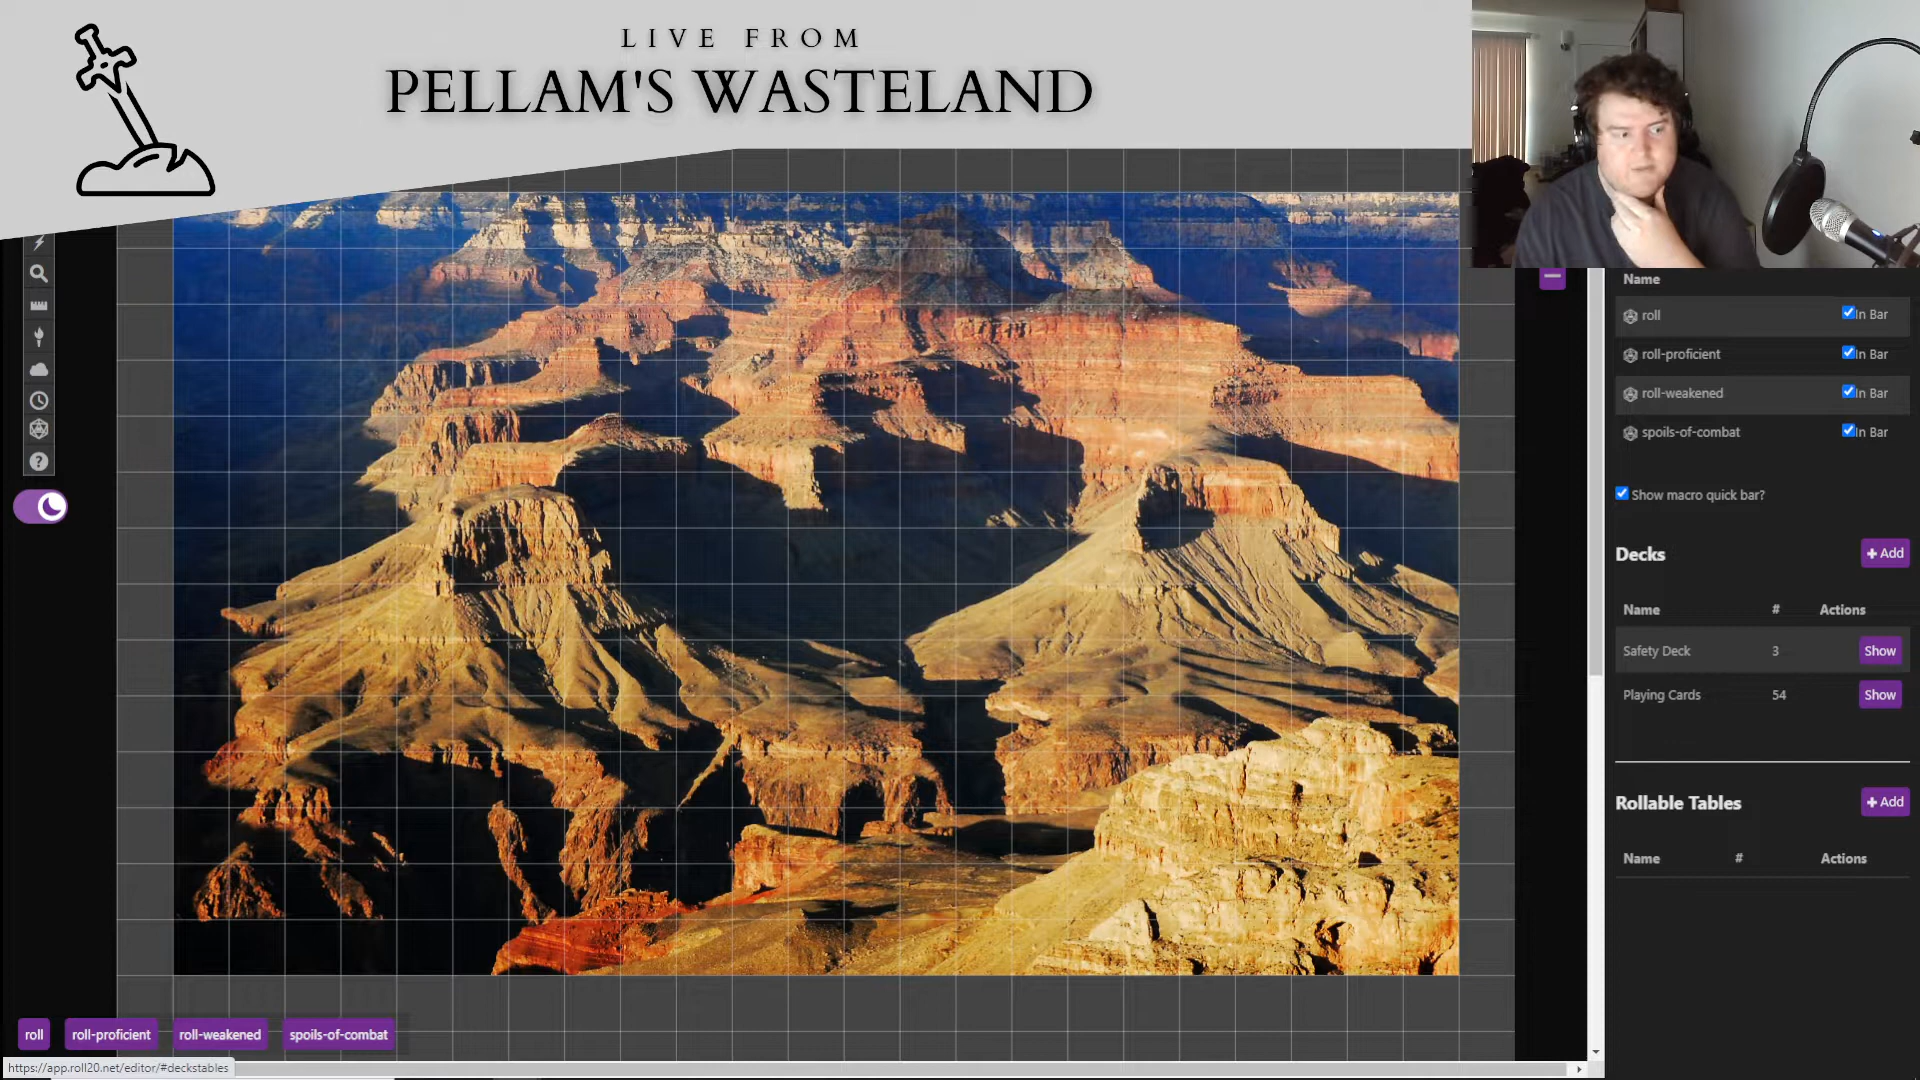 LIVE FROM
PELLAM'S WASTELAND
Name
roll
In Bar
roll-proficient
In Bar
roll-weakened
In Bar
spoils-of-combat
In Bar
Show macro quick bar?
Decks
+ Add
Name # Actions
Safety Deck 3 Show
Playing Cards 54 Show
Rollable Tables
+ Add
Name # Actions
roll
roll-proficient
roll-weakened
spoils-of-combat
https://app.roll20.net/editor/#deckstables